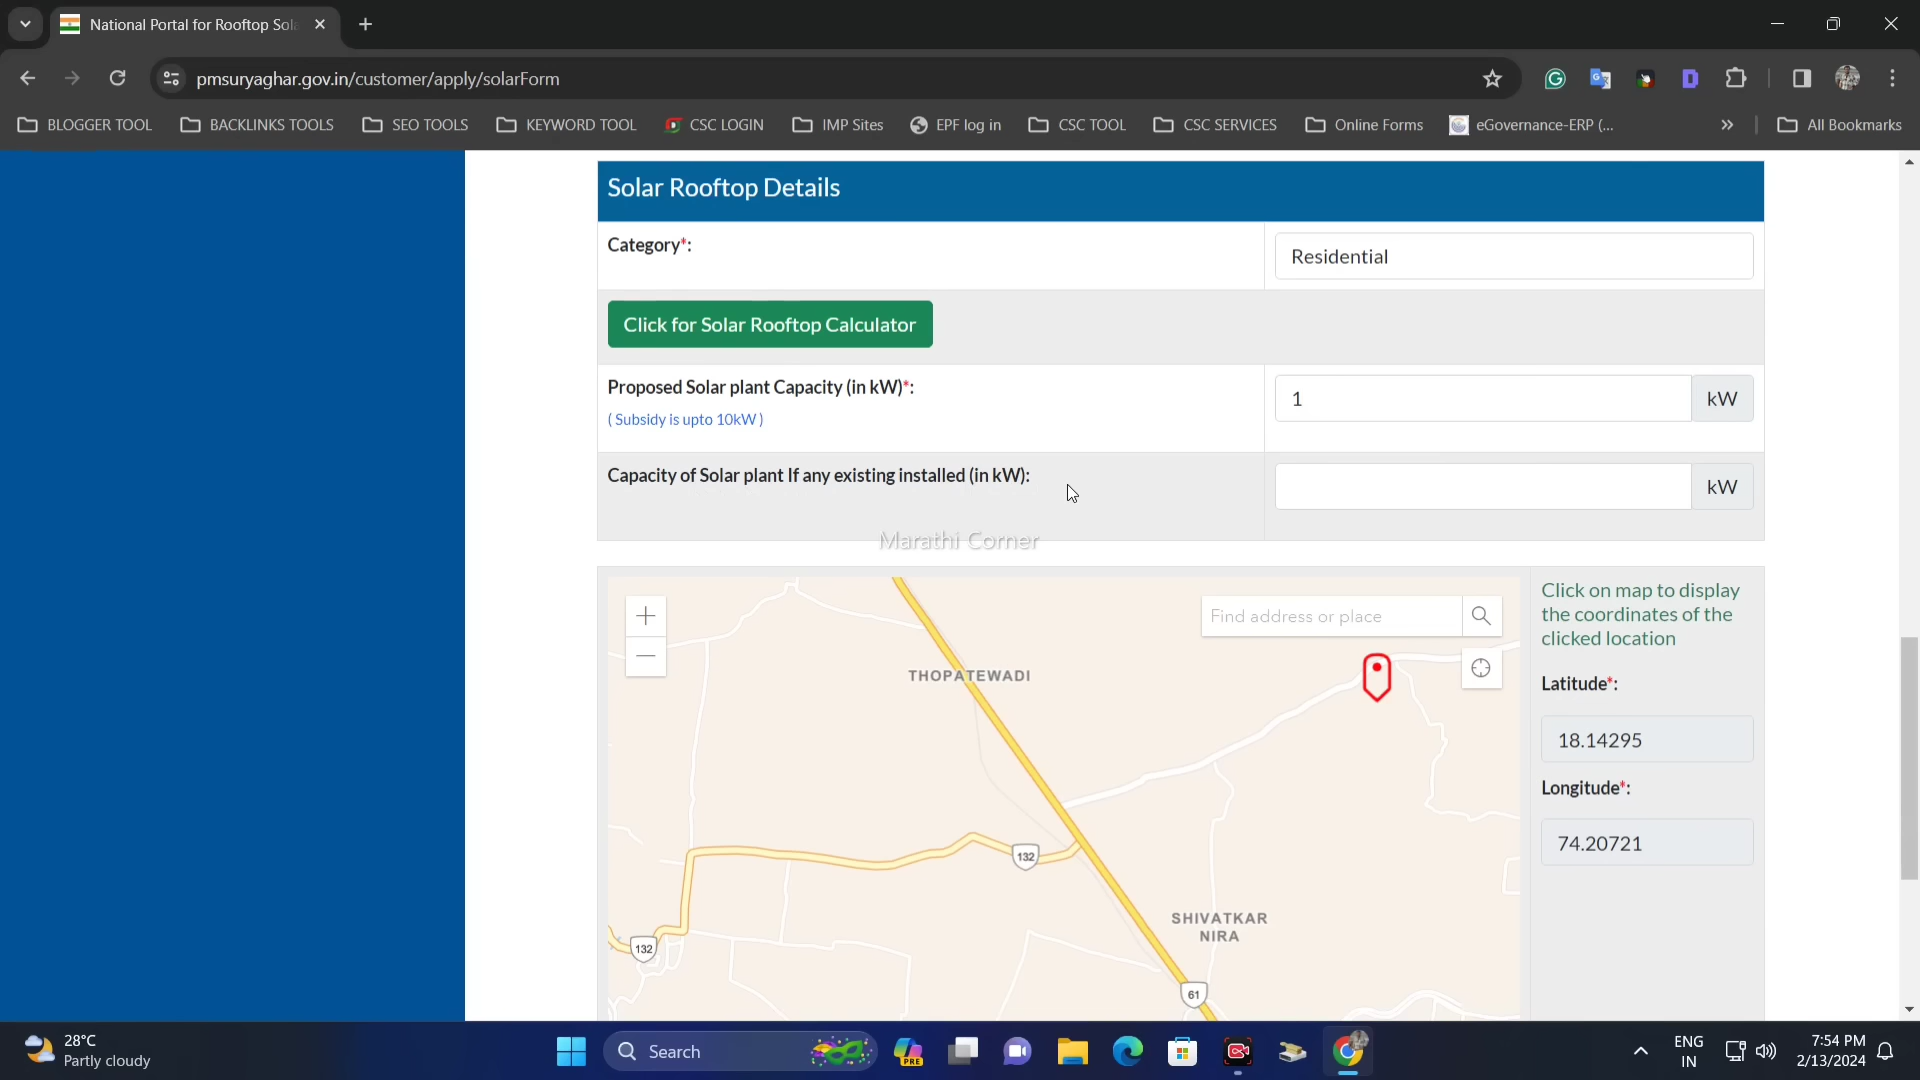 National Portal for Rooftop Sola
pmsuryaghar.gov.in/customer/apply/solarForm
BLOGGER TOOL
BACKLINKS TOOLS
SEO TOOLS
KEYWORD TOOL
CSC LOGIN
IMP Sites
EPF log in
CSC TOOL
CSC SERVICES
Online Forms
eGovernance-ERP (...
All Bookmarks
Solar Rooftop Details
Category*:
Residential
Click for Solar Rooftop Calculator
Proposed Solar plant Capacity (in kW)*:
1
kW
( Subsidy is upto 10kW )
Capacity of Solar plant If any existing installed (in kW):
kW
Marathi Corner
Find address or place
THOPATEWADI
132
132
SHIVATKAR
NIRA
61
Click on map to display
the coordinates of the
clicked location
Latitude*:
18.14295
Longitude*:
74.20721
28°C
Partly cloudy
Search
PRE
ENG
IN
7:54 PM
2/13/2024